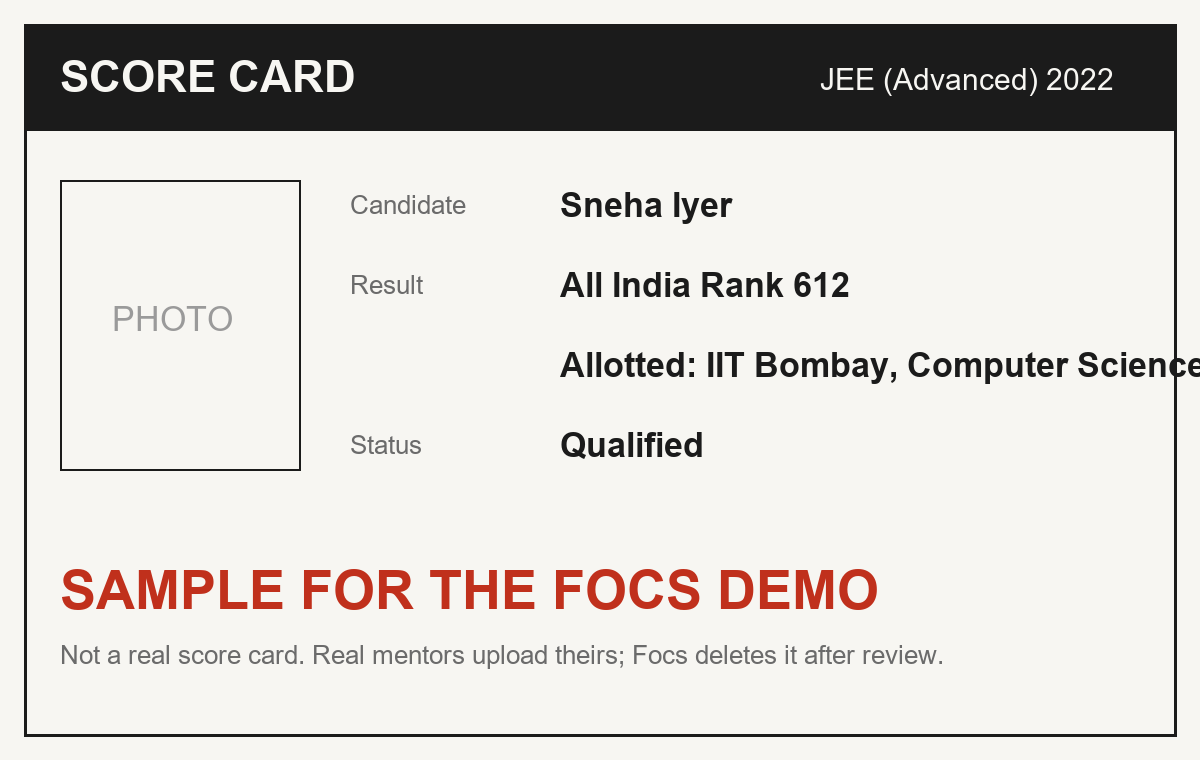 SCORE CARD
JEE (Advanced) 2022
PHOTO
Candidate Sneha Iyer
Result All India Rank 612
Allotted: IIT Bombay, Computer Science
Status Qualified
SAMPLE FOR THE FOCS DEMO
Not a real score card. Real mentors upload theirs; Focs deletes it after review.